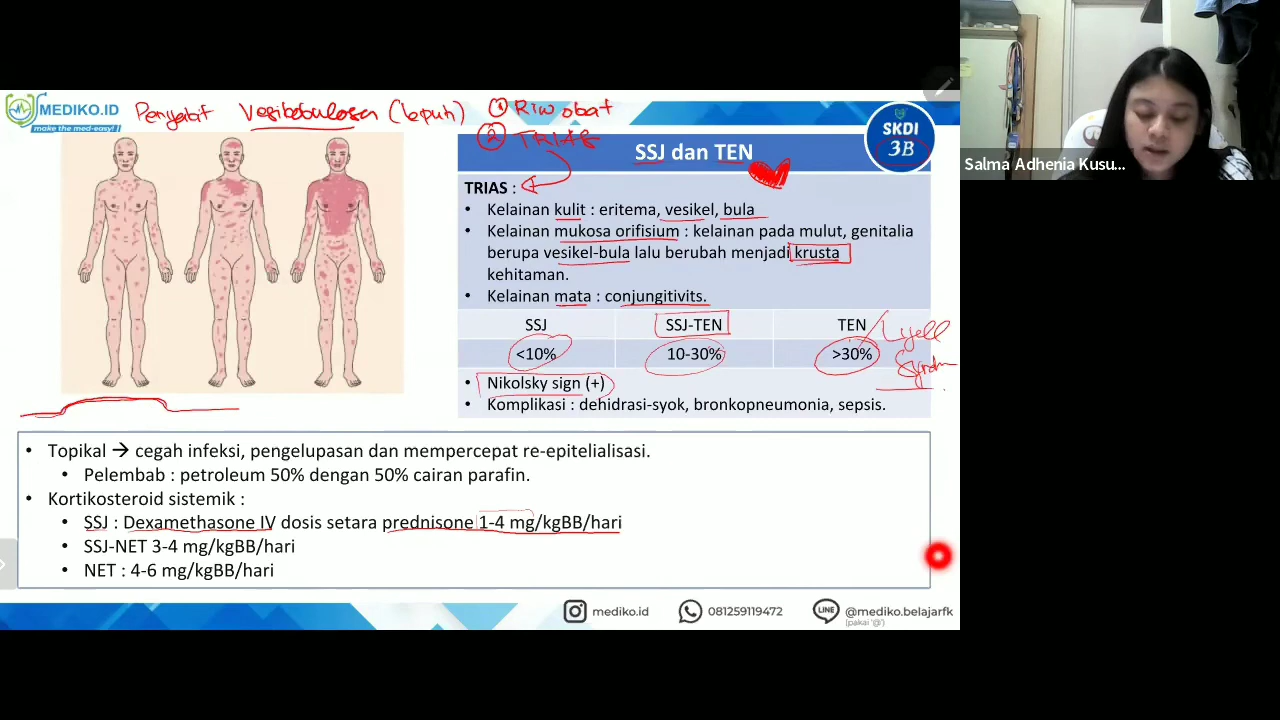 MEDIKO.ID
make the med-easy!
Penyakit Vesikobulosa (lepuh)
① Riw obat
② TRIAS
SKDI
3B
SSJ dan TEN
TRIAS :
• Kelainan kulit : eritema, vesikel, bula
• Kelainan mukosa orifisium : kelainan pada mulut, genitalia
berupa vesikel-bula lalu berubah menjadi krusta
kehitaman.
• Kelainan mata : conjungitivits.
SSJ SSJ-TEN TEN
Lyell
<10% 10-30% >30%
• Nikolsky sign (+)
• Komplikasi : dehidrasi-syok, bronkopneumonia, sepsis.
• Topikal → cegah infeksi, pengelupasan dan mempercepat re-epitelialisasi.
• Pelembab : petroleum 50% dengan 50% cairan parafin.
• Kortikosteroid sistemik :
• SSJ : Dexamethasone IV dosis setara prednisone 1-4 mg/kgBB/hari
• SSJ-NET 3-4 mg/kgBB/hari
• NET : 4-6 mg/kgBB/hari
mediko.id
081259119472
LINE
@mediko.belajarfk
(pakai '@')
Salma Adhenia Kusu...